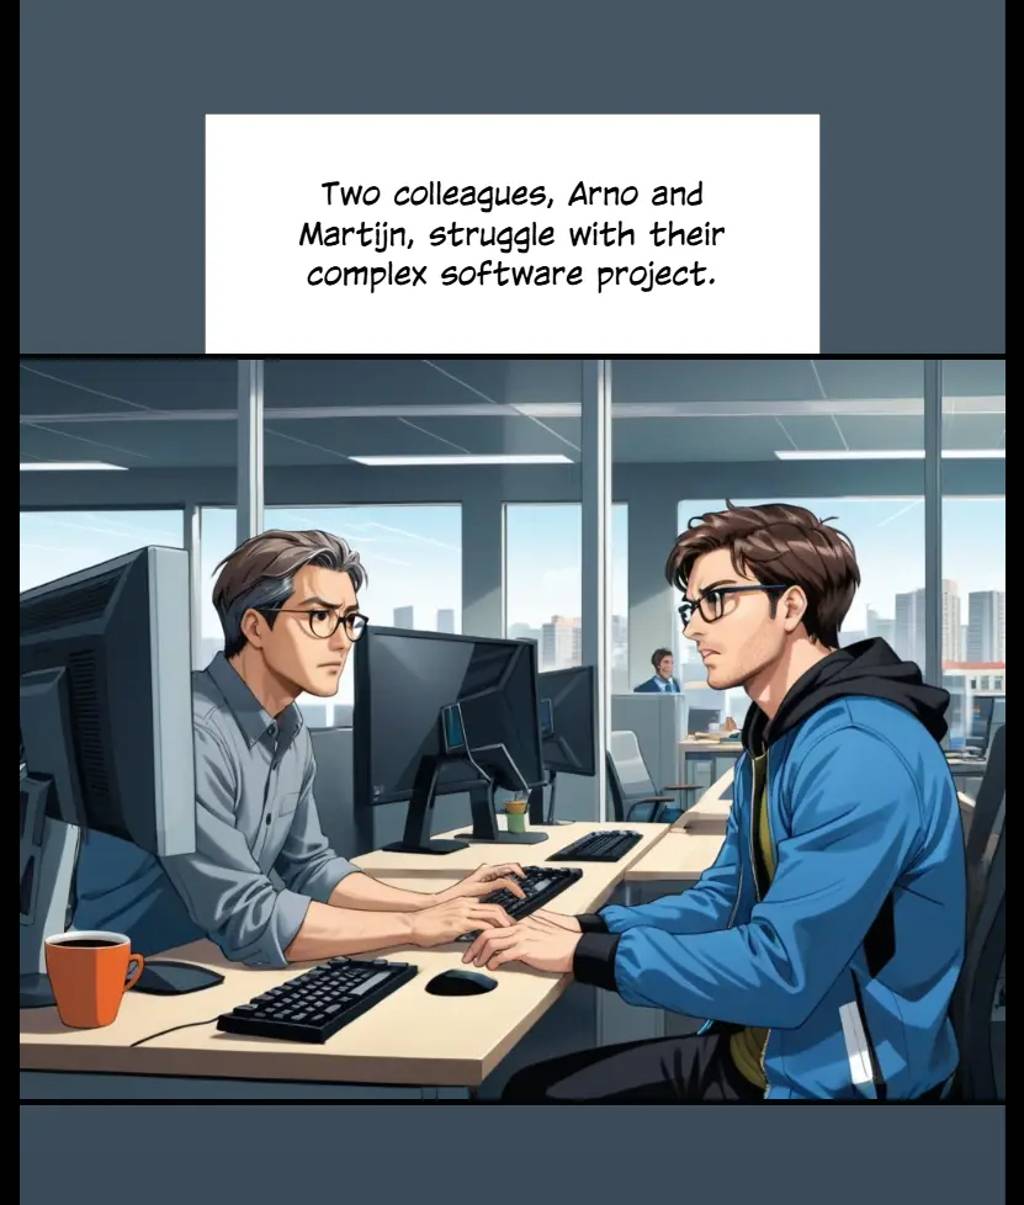 Two colleagues, Arno and
Martijn, struggle with their
complex software project.